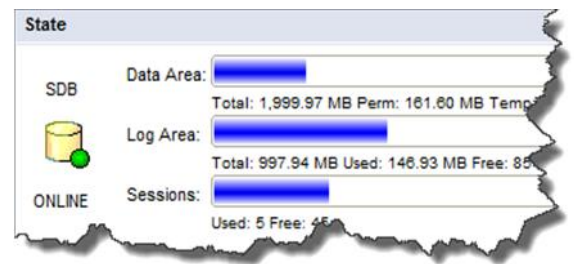 State
SDB
Data Area:
Total: 1,999.97 MB Perm: 161.60 MB Temp
Log Area:
Total: 997.94 MB Used: 146.93 MB Free:
ONLINE
Sessions:
Used: 5 Free: